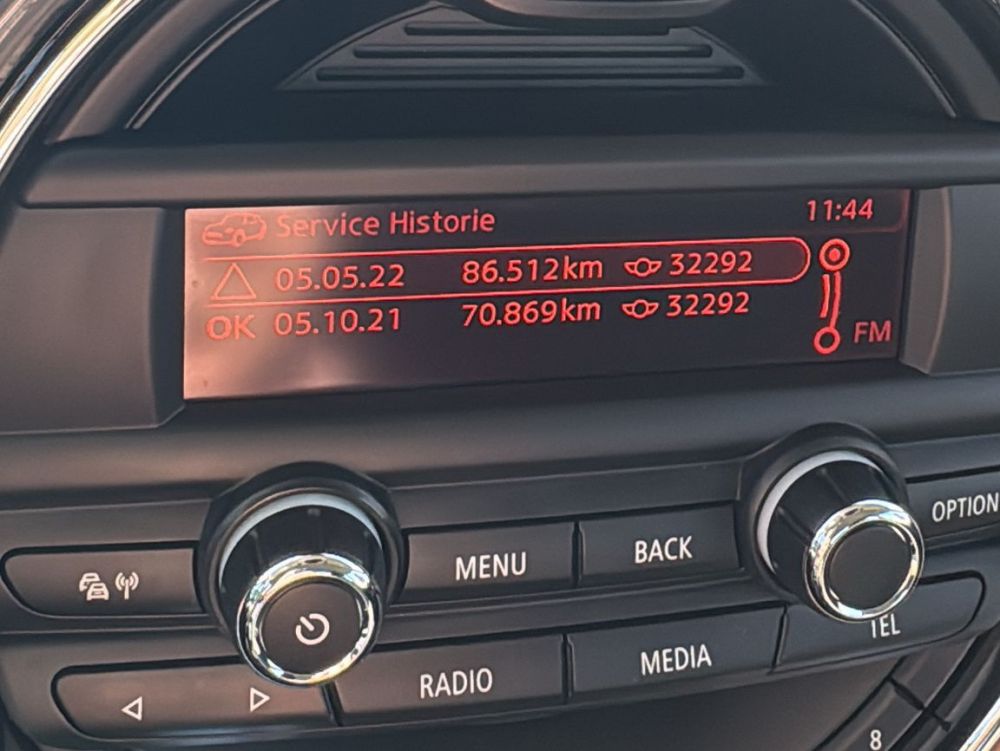 Service Historie 11:44
05.05.22 86.512km 32292
OK 05.10.21 70.869km 32292
FM
OPTION
MENU BACK
TEL
RADIO MEDIA
8